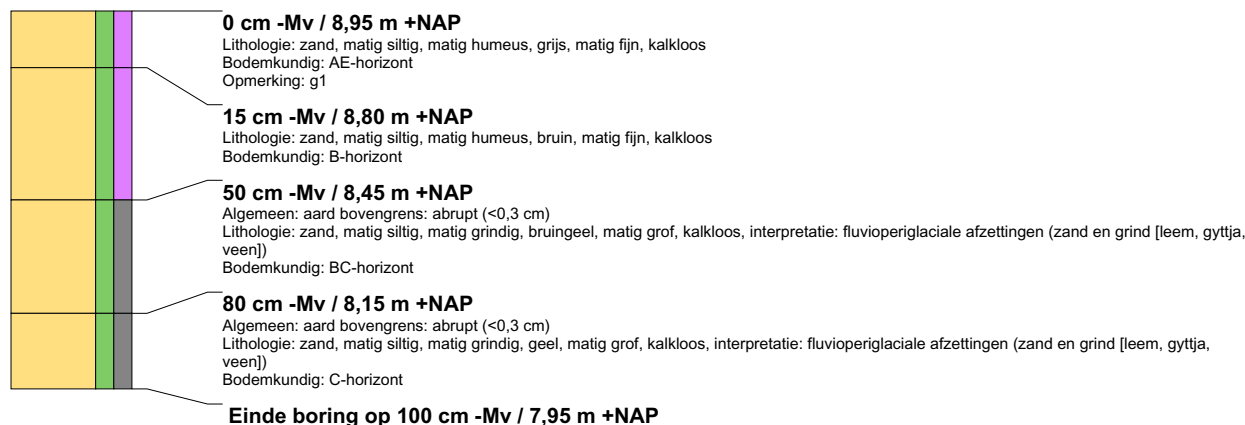 0 cm -Mv / 8,95 m +NAP
Lithologie: zand, matig siltig, matig humeus, grijs, matig fijn, kalkloos
Bodemkundig: AE-horizont
Opmerking: g1
15 cm -Mv / 8,80 m +NAP
Lithologie: zand, matig siltig, matig humeus, bruin, matig fijn, kalkloos
Bodemkundig: B-horizont
50 cm -Mv / 8,45 m +NAP
Algemeen: aard bovengrens: abrupt (<0,3 cm)
Lithologie: zand, matig siltig, matig grindig, bruingeel, matig grof, kalkloos, interpretatie: fluvioperiglaciale afzettingen (zand en grind [leem, gyttja,
veen])
Bodemkundig: BC-horizont
80 cm -Mv / 8,15 m +NAP
Algemeen: aard bovengrens: abrupt (<0,3 cm)
Lithologie: zand, matig siltig, matig grindig, geel, matig grof, kalkloos, interpretatie: fluvioperiglaciale afzettingen (zand en grind [leem, gyttja,
veen])
Bodemkundig: C-horizont
Einde boring op 100 cm -Mv / 7,95 m +NAP